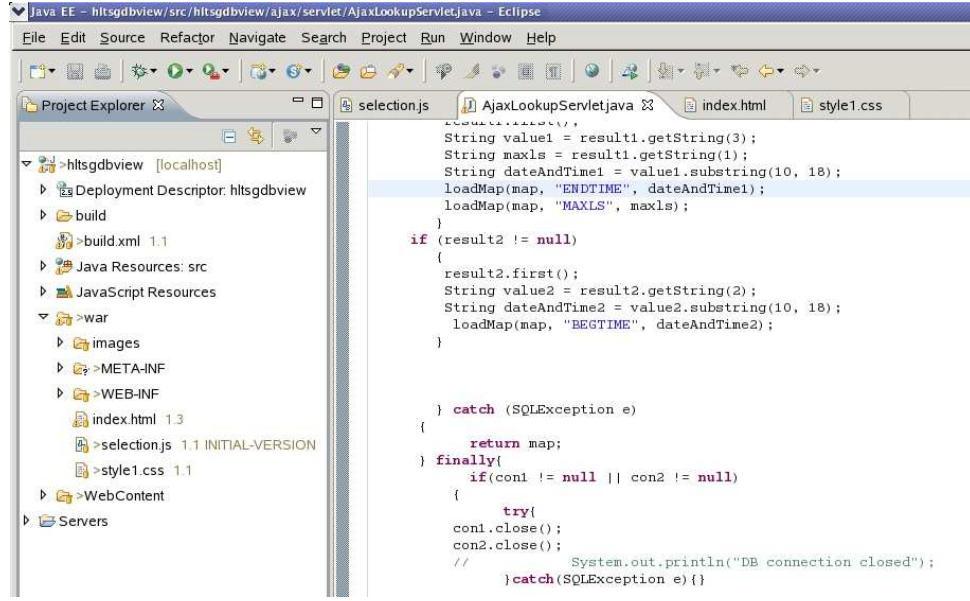 Java EE - hltsgdbview/src/hltsgdbview/ajax/servlet/AjaxLookupServlet.java - Eclipse
File Edit Source Refactor Navigate Search Project Run Window Help
Project Explorer
selection.js AjaxLookupServlet.java index.html style1.css
>hltsgdbview [localhost]
Deployment Descriptor: hltsgdbview
build
>build.xml 1.1
Java Resources: src
JavaScript Resources
>war
images
>META-INF
>WEB-INF
index.html 1.3
>selection.js 1.1 INITIAL-VERSION
>style1.css 1.1
>WebContent
Servers
result1.first();
String value1 = result1.getString(3);
String maxls = result1.getString(1);
String dateAndTime1 = value1.substring(10, 18);
loadMap(map, "ENDTIME", dateAndTime1);
loadMap(map, "MAXLS", maxls);
}
if (result2 != null)
{
result2.first();
String value2 = result2.getString(2);
String dateAndTime2 = value2.substring(10, 18);
loadMap(map, "BEGTIME", dateAndTime2);
}
} catch (SQLException e)
{
return map;
} finally{
if(con1 != null || con2 != null)
{
try{
con1.close();
con2.close();
// System.out.println("DB connection closed");
}catch(SQLException e){}